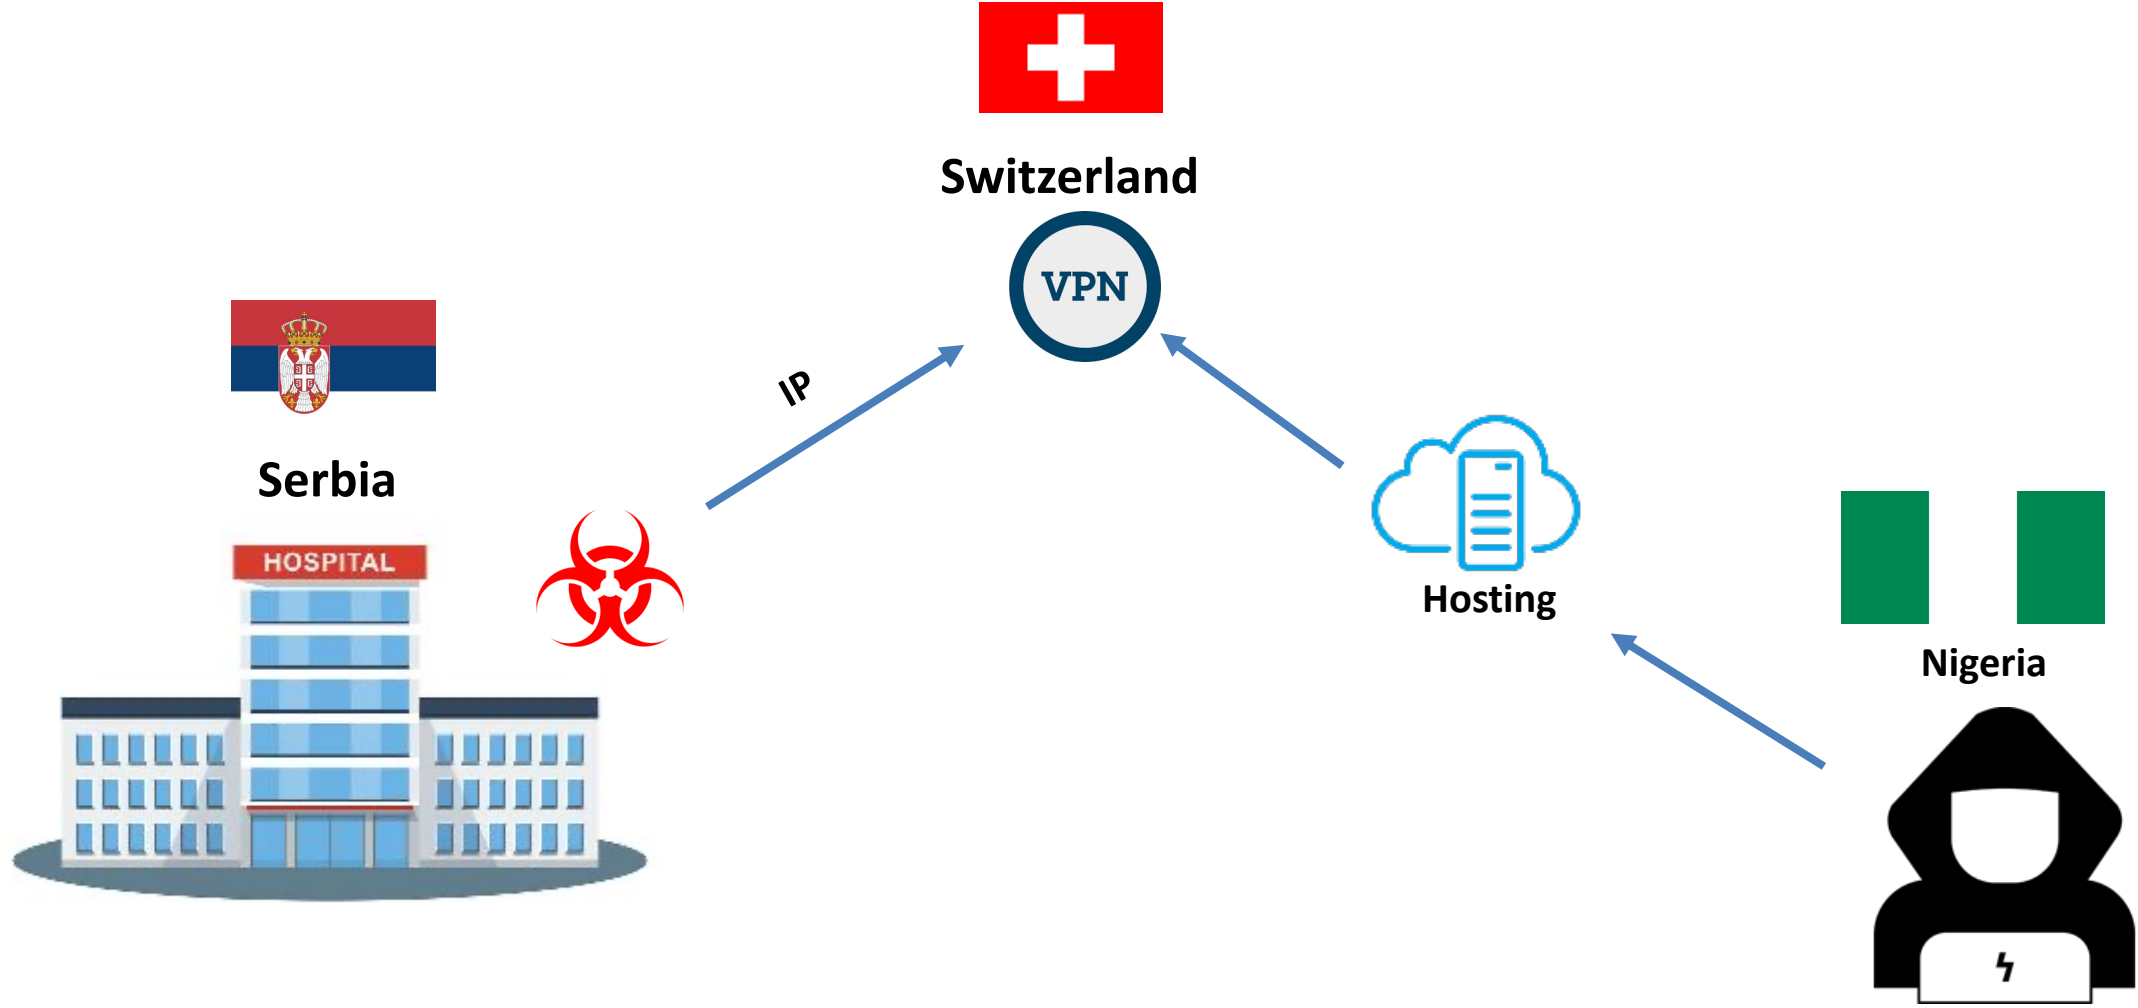 Switzerland
VPN
IP
Serbia
HOSPITAL
Hosting
Nigeria